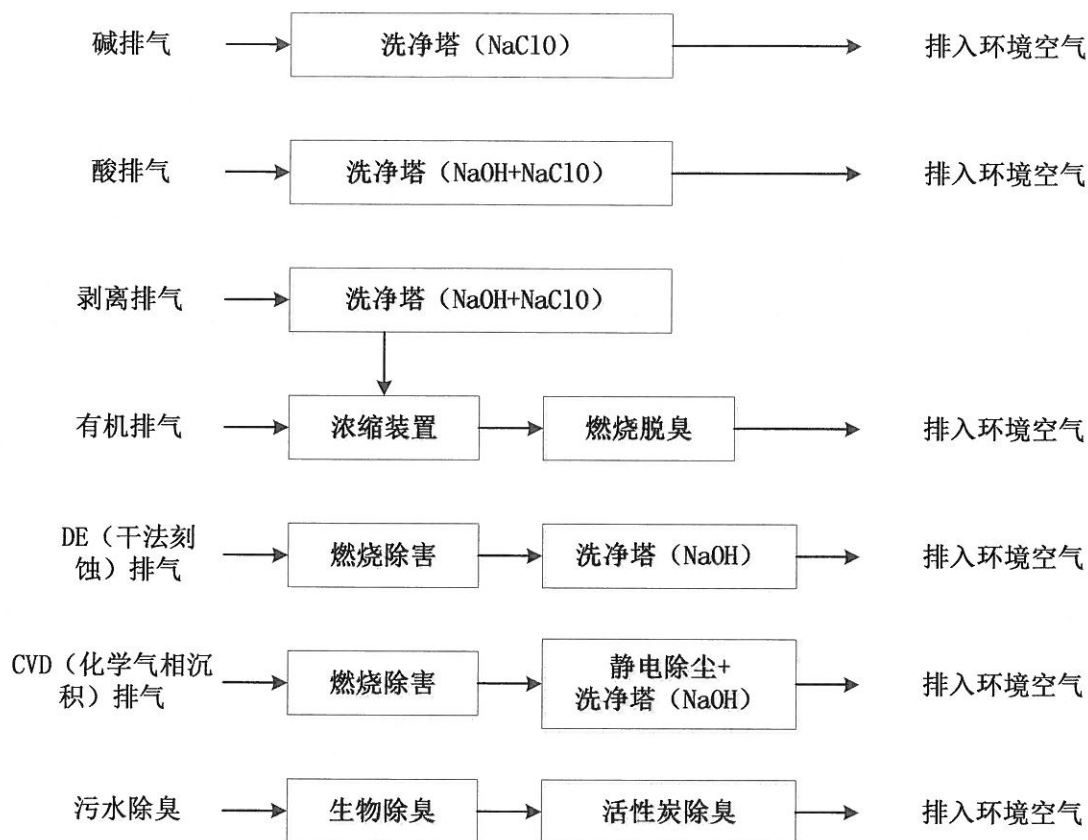 碱排气
洗净塔（NaClO）
排入环境空气
酸排气
洗净塔（NaOH+NaClO）
排入环境空气
剥离排气
洗净塔（NaOH+NaClO）
有机排气
浓缩装置
燃烧脱臭
排入环境空气
DE（干法刻
蚀）排气
燃烧除害
洗净塔（NaOH）
排入环境空气
CVD（化学气相沉
积）排气
燃烧除害
静电除尘+
洗净塔（NaOH）
排入环境空气
污水除臭
生物除臭
活性炭除臭
排入环境空气